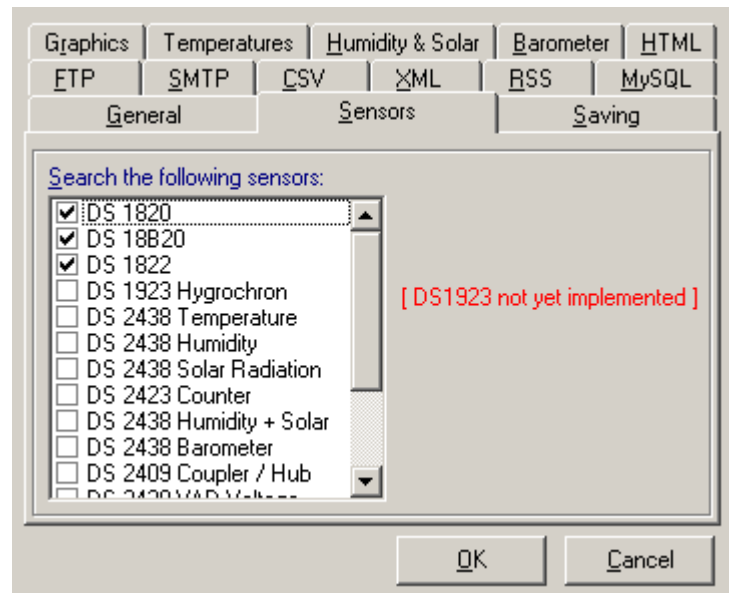 Graphics Temperatures Humidity & Solar Barometer HTML
FTP SMTP CSV XML RSS MySQL
General Sensors Saving
Search the following sensors:
DS 1820
DS 18B20
DS 1822
DS 1923 Hygrochron
[ DS1923 not yet implemented ]
DS 2438 Temperature
DS 2438 Humidity
DS 2438 Solar Radiation
DS 2423 Counter
DS 2438 Humidity + Solar
DS 2438 Barometer
DS 2409 Coupler / Hub
OK Cancel